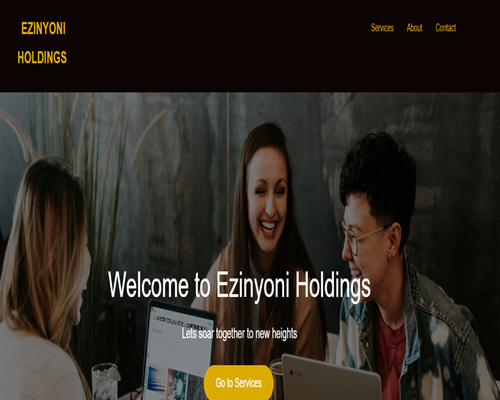 EZINYONI
HOLDINGS
Services About Contact
Welcome to Ezinyoni Holdings
Lets soar together to new heights
Go to Services